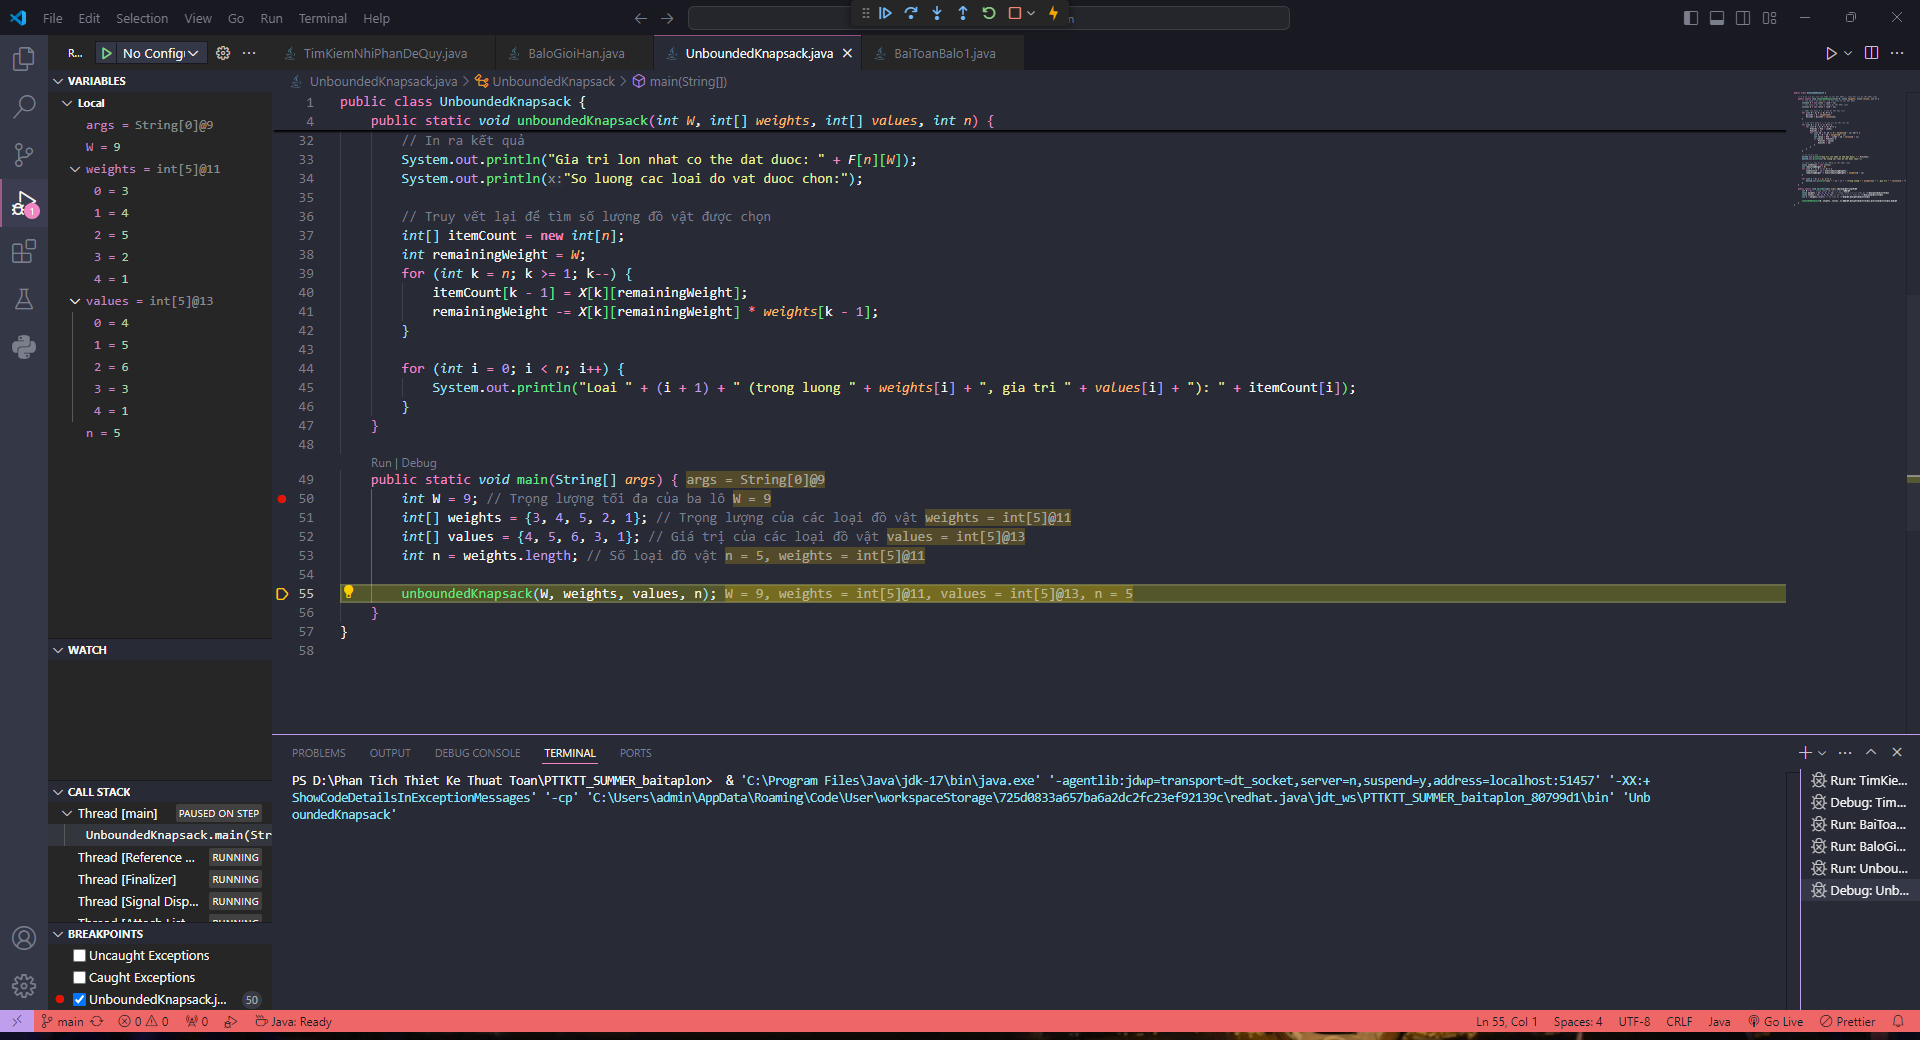 File Edit Selection View Go Run Terminal Help
R... No Config
TimKiemNhiPhanDeQuy.java BaloGioiHan.java UnboundedKnapsack.java BaiToanBalo1.java
UnboundedKnapsack.java > UnboundedKnapsack > main(String[])
VARIABLES
Local
args = String[0]@9
W = 9
weights = int[5]@11
0 = 3
1 = 4
2 = 5
3 = 2
4 = 1
values = int[5]@13
0 = 4
1 = 5
2 = 6
3 = 3
4 = 1
n = 5
WATCH
CALL STACK
Thread [main] PAUSED ON STEP
UnboundedKnapsack.main(Str
Thread [Reference ... RUNNING
Thread [Finalizer] RUNNING
Thread [Signal Disp... RUNNING
BREAKPOINTS
Uncaught Exceptions
Caught Exceptions
UnboundedKnapsack.j... 50
1 public class UnboundedKnapsack {
4 public static void unboundedKnapsack(int W, int[] weights, int[] values, int n) {
32 // In ra kết quả
33 System.out.println("Gia tri lon nhat co the dat duoc: " + F[n][W]);
34 System.out.println(x:"So luong cac loai do vat duoc chon:");
35
36 // Truy vết lại để tìm số lượng đồ vật được chọn
37 int[] itemCount = new int[n];
38 int remainingWeight = W;
39 for (int k = n; k >= 1; k--) {
40 itemCount[k - 1] = X[k][remainingWeight];
41 remainingWeight -= X[k][remainingWeight] * weights[k - 1];
42 }
43
44 for (int i = 0; i < n; i++) {
45 System.out.println("Loai " + (i + 1) + " (trong luong " + weights[i] + ", gia tri " + values[i] + "): " + itemCount[i]);
46 }
47 }
48
Run | Debug
49 public static void main(String[] args) { args = String[0]@9
50 int W = 9; // Trọng lượng tối đa của ba lô W = 9
51 int[] weights = {3, 4, 5, 2, 1}; // Trọng lượng của các loại đồ vật weights = int[5]@11
52 int[] values = {4, 5, 6, 3, 1}; // Giá trị của các loại đồ vật values = int[5]@13
53 int n = weights.length; // Số loại đồ vật n = 5, weights = int[5]@11
54
55 unboundedKnapsack(W, weights, values, n); W = 9, weights = int[5]@11, values = int[5]@13, n = 5
56 }
57 }
58
PROBLEMS OUTPUT DEBUG CONSOLE TERMINAL PORTS
PS D:\Phan Tich Thiet Ke Thuat Toan\PTTKTT_SUMMER_baitaplon> & 'C:\Program Files\Java\jdk-17\bin\java.exe' '-agentlib:jdwp=transport=dt_socket,server=n,suspend=y,address=localhost:51457' '-XX:+
ShowCodeDetailsInExceptionMessages' '-cp' 'C:\Users\admin\AppData\Roaming\Code\User\workspaceStorage\725d0833a657ba6a2dc2fc23ef92139c\redhat.java\jdt_ws\PTTKTT_SUMMER_baitaplon_80799d1\bin' 'Unb
oundedKnapsack'
Run: TimKie...
Debug: Tim...
Run: BaiToa...
Run: BaloGi...
Run: Unbou...
Debug: Unb...
main 0 0 0 Java: Ready
Ln 55, Col 1 Spaces: 4 UTF-8 CRLF Java Go Live Prettier